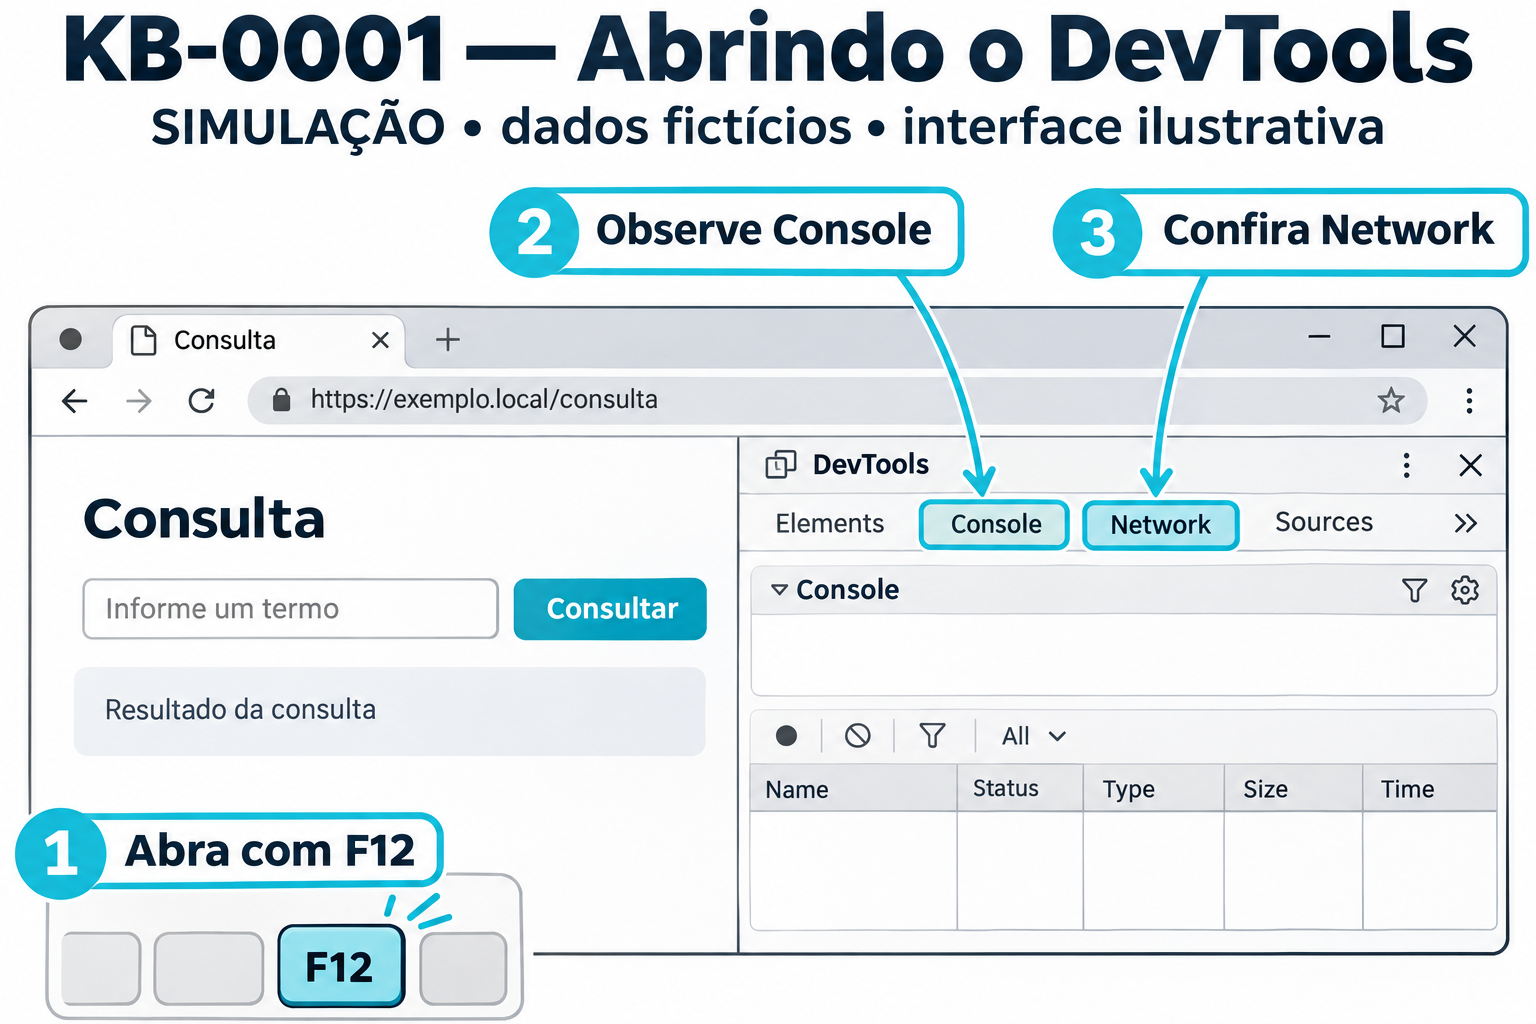 KB-0001 — Abrindo o DevTools
SIMULAÇÃO • dados fictícios • interface ilustrativa
2 Observe Console
3 Confira Network
Consulta
https://exemplo.local/consulta
DevTools
Elements Console Network Sources
Consulta
Informe um termo Consultar
Resultado da consulta
Console
All
Name Status Type Size Time
1 Abra com F12
F12